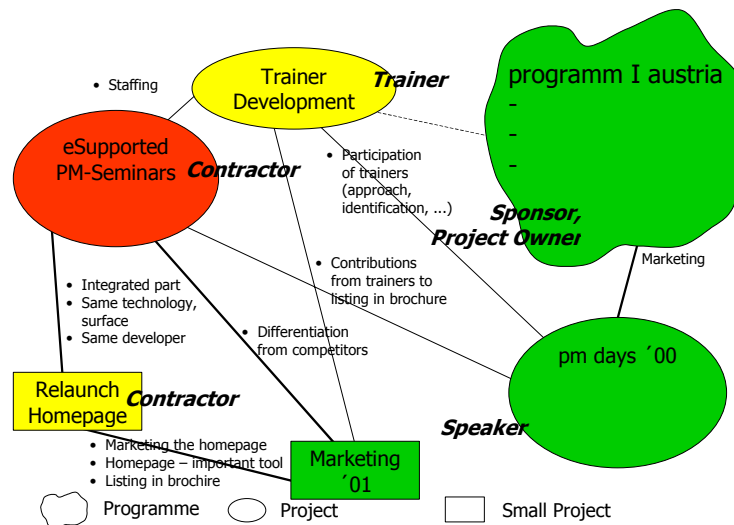 Trainer
Development
Trainer
programm I austria
-
-
-
• Staffing
eSupported
PM-Seminars
Contractor
• Participation
of trainers
(approach,
identification, ...)
Sponsor,
Project Owner
Marketing
• Contributions
from trainers to
listing in brochure
• Integrated part
• Same technology,
surface
• Same developer
• Differentiation
from competitors
pm days ´00
Relaunch
Homepage
Contractor
Speaker
• Marketing the homepage
• Homepage – important tool
• Listing in brochire
Marketing
´01
Programme
Project
Small Project